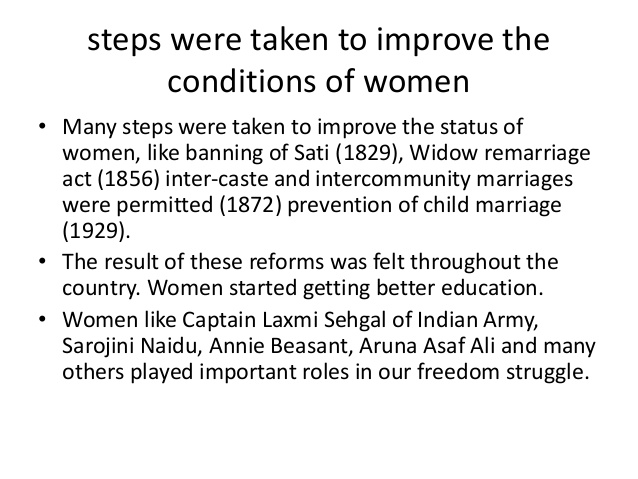 steps were taken to improve the
conditions of women
• Many steps were taken to improve the status of
women, like banning of Sati (1829), Widow remarriage
act (1856) inter-caste and intercommunity marriages
were permitted (1872) prevention of child marriage
(1929).
• The result of these reforms was felt throughout the
country. Women started getting better education.
• Women like Captain Laxmi Sehgal of Indian Army,
Sarojini Naidu, Annie Beasant, Aruna Asaf Ali and many
others played important roles in our freedom struggle.